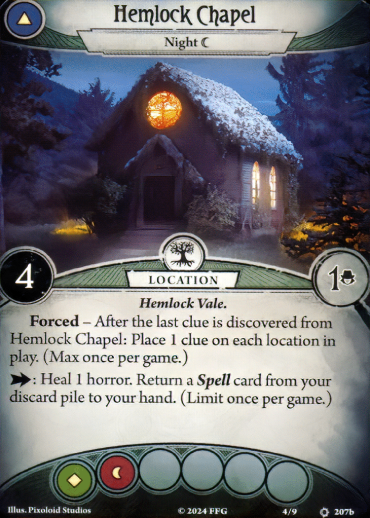 Hemlock Chapel
Night
4
LOCATION
1
Hemlock Vale.
Forced – After the last clue is discovered from
Hemlock Chapel: Place 1 clue on each location in
play. (Max once per game.)
: Heal 1 horror. Return a Spell card from your
discard pile to your hand. (Limit once per game.)
Illus. Pixoloid Studios
© 2024 FFG
4/9
207b